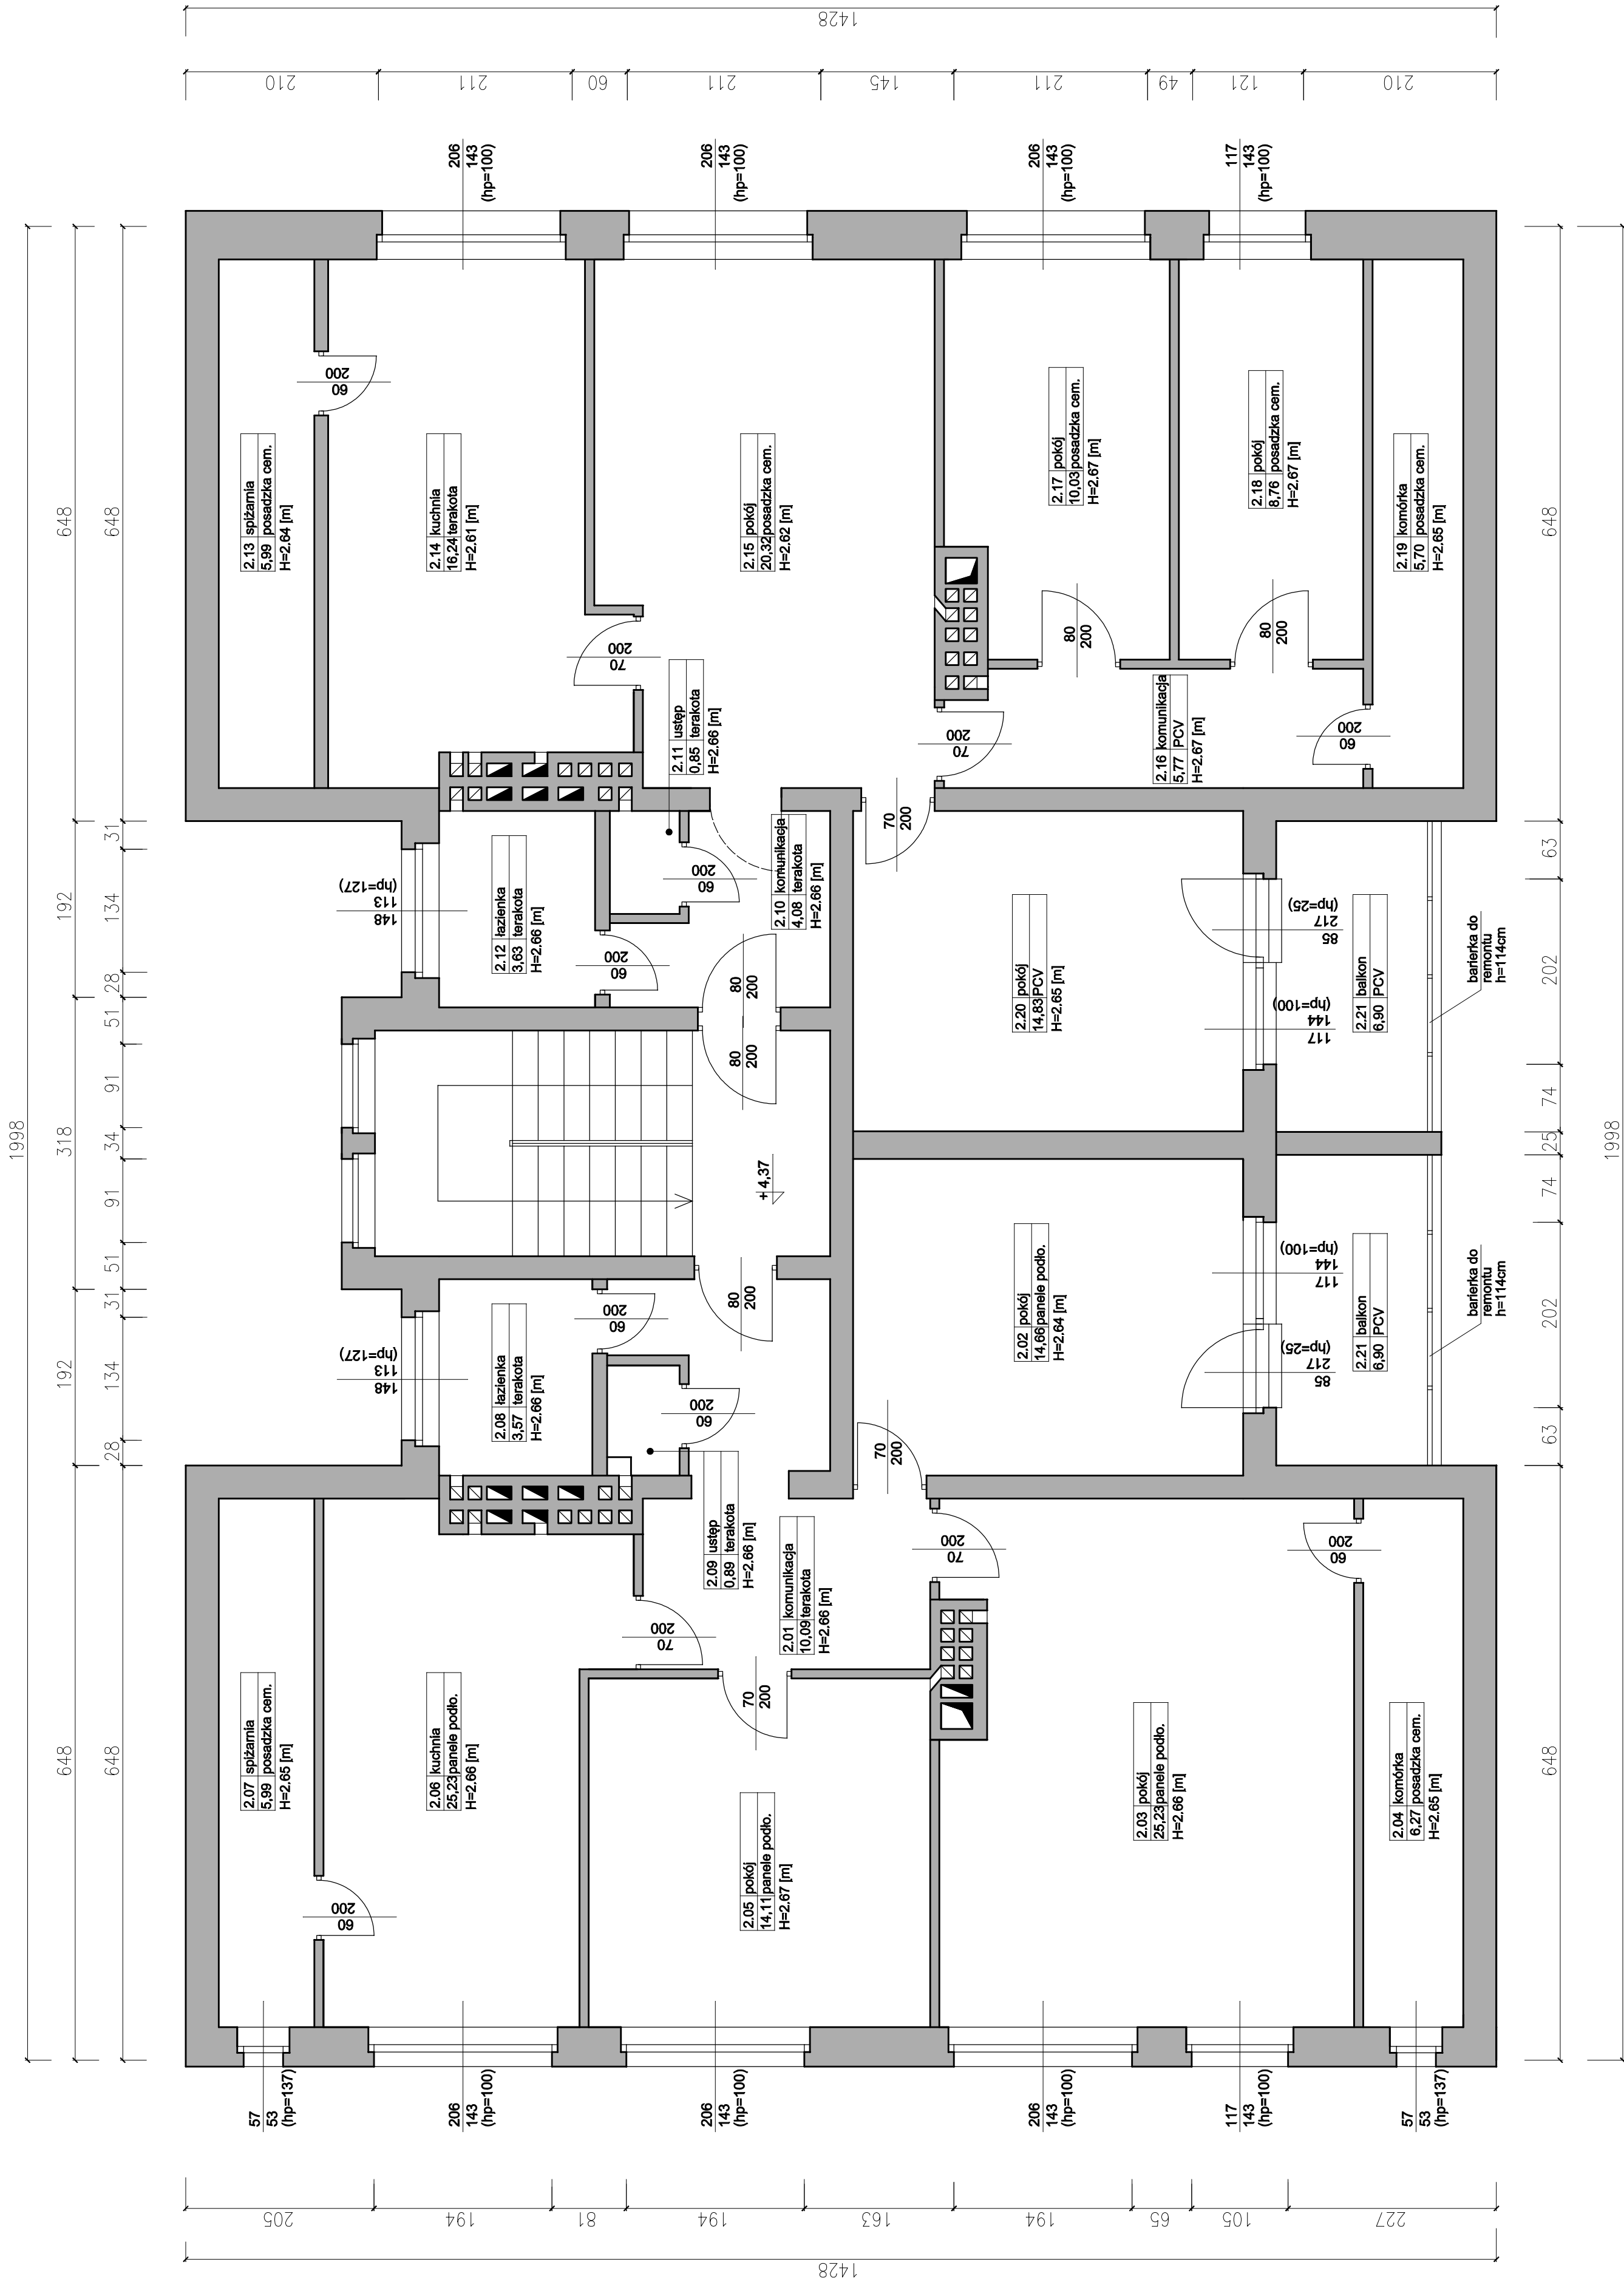 1428
210
211
60
211
145
211
49
121
210
206
143
(hp=100)
206
143
(hp=100)
206
143
(hp=100)
117
143
(hp=100)
1998
648
192
318
192
648
648
31
134
28
51
91
34
91
51
31
134
28
648
2.13 spiżarnia
5,99 posadzka cem.
H=2.64 [m]
60
200
2.14 kuchnia
16,24 terakota
H=2.61 [m]
2.15 pokój
20,32 posadzka cem.
H=2.62 [m]
70
200
2.17 pokój
10,03 posadzka cem.
H=2.67 [m]
80
200
2.18 pokój
8,76 posadzka cem.
H=2.67 [m]
80
200
2.19 komórka
5,70 posadzka cem.
H=2.65 [m]
60
200
2.16 komunikacja
5,77 PCV
H=2.67 [m]
70
200
2.11 ustęp
0,85 terakota
H=2.66 [m]
60
200
2.12 łazienka
3,63 terakota
H=2.66 [m]
60
200
148
113
(hp=127)
2.10 komunikacja
4,08 terakota
H=2.66 [m]
80
200
80
200
70
200
2.20 pokój
14,83 PCV
H=2.65 [m]
85
217
(hp=25)
117
144
(hp=100)
2.21 balkon
6,90 PCV
barierka do
remontu
h=114cm
+ 4,37
80
200
2.02 pokój
14,66 panele podło.
H=2.64 [m]
117
144
(hp=100)
85
217
(hp=25)
2.21 balkon
6,90 PCV
barierka do
remontu
h=114cm
148
113
(hp=127)
2.08 łazienka
3,57 terakota
H=2.66 [m]
60
200
60
200
2.09 ustęp
0,89 terakota
H=2.66 [m]
70
200
2.01 komunikacja
10,09 terakota
H=2.66 [m]
70
200
60
200
70
200
70
200
2.07 spiżarnia
5,99 posadzka cem.
H=2.65 [m]
60
200
2.06 kuchnia
25,23 panele podło.
H=2.66 [m]
2.05 pokój
14,11 panele podło.
H=2.67 [m]
2.03 pokój
25,23 panele podło.
H=2.66 [m]
2.04 komórka
6,27 posadzka cem.
H=2.65 [m]
648
63
202
74
25
74
202
63
648
1998
57
53
(hp=137)
206
143
(hp=100)
206
143
(hp=100)
206
143
(hp=100)
117
143
(hp=100)
57
53
(hp=137)
205
194
81
194
163
194
65
105
227
1428